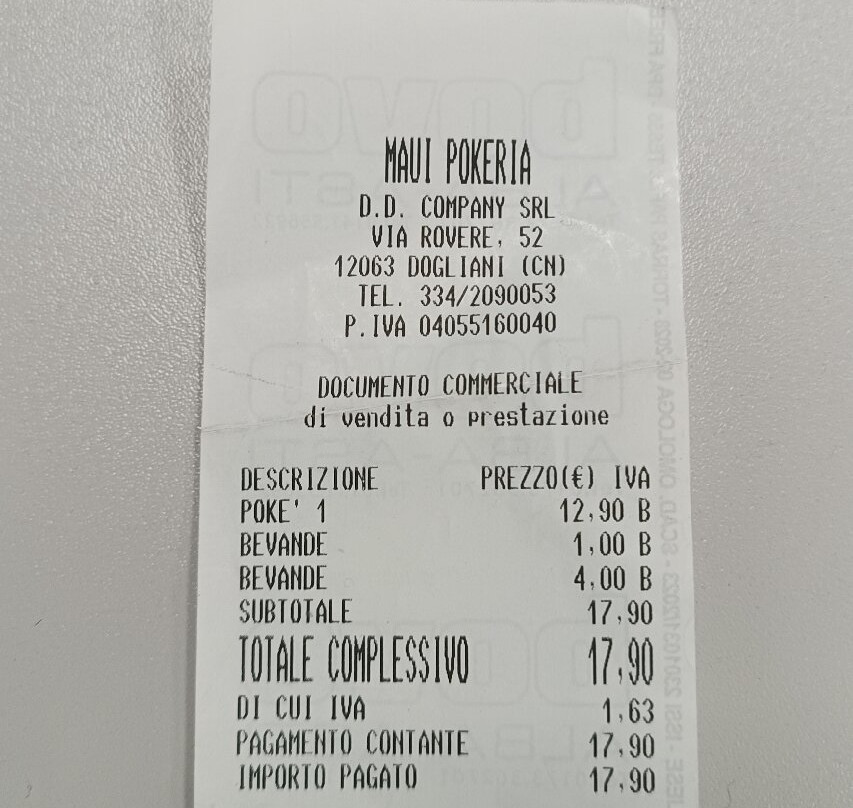 MAUI POKERIA
D.D. COMPANY SRL
VIA ROVERE, 52
12063 DOGLIANI (CN)
TEL. 334/2090053
P.IVA 04055160040
DOCUMENTO COMMERCIALE
di vendita o prestazione
DESCRIZIONE PREZZO(€) IVA
POKE' 1 12,90 B
BEVANDE 1,00 B
BEVANDE 4,00 B
SUBTOTALE 17,90
TOTALE COMPLESSIVO 17,90
DI CUI IVA 1,63
PAGAMENTO CONTANTE 17,90
IMPORTO PAGATO 17,90